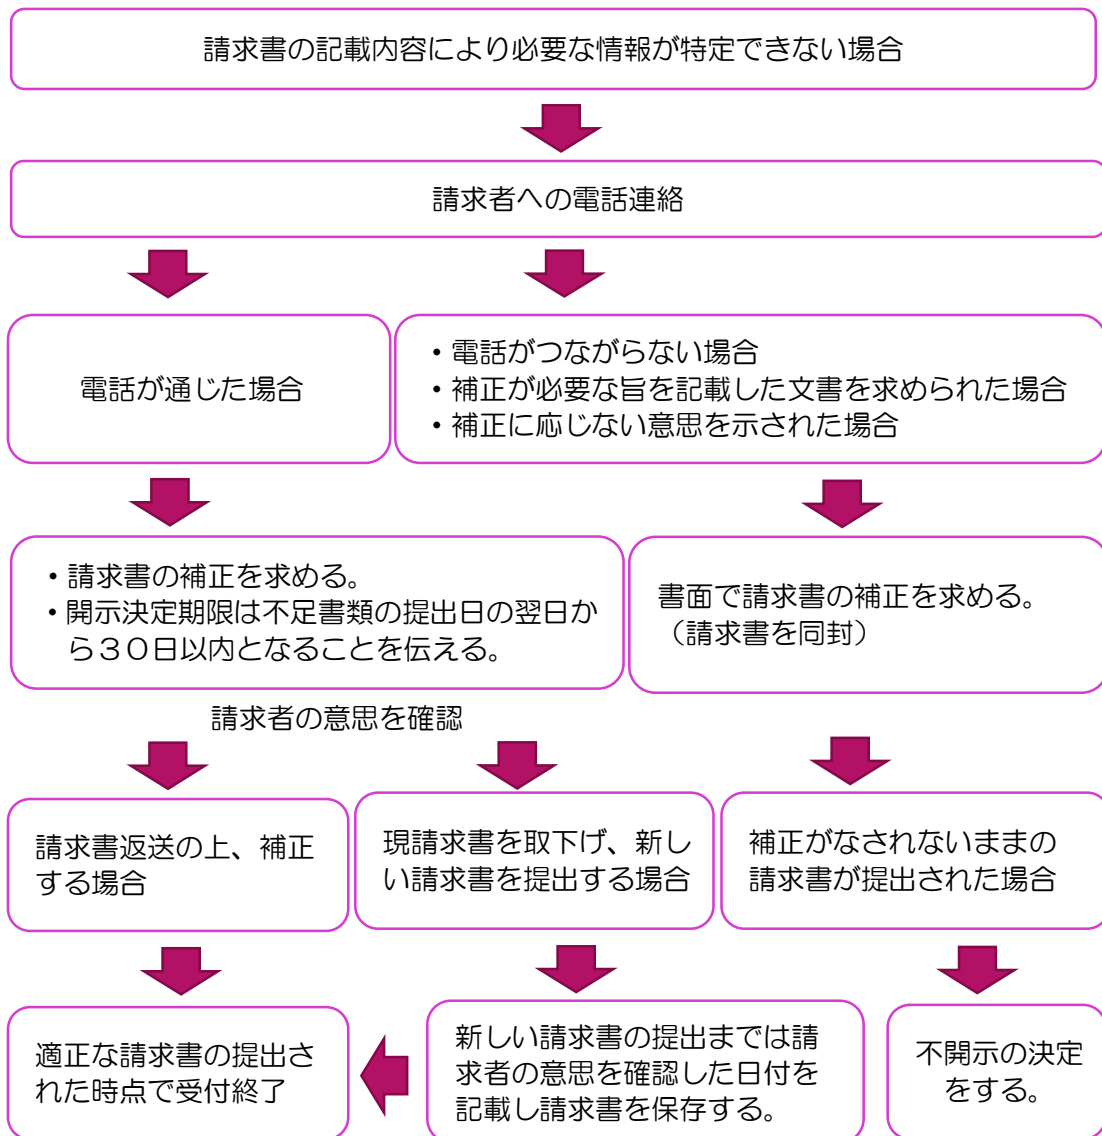 請求書の記載内容により必要な情報が特定できない場合
請求者への電話連絡
電話が通じた場合
・電話がつながらない場合
・補正が必要な旨を記載した文書を求められた場合
・補正に応じない意思を示された場合
・請求書の補正を求める。
・開示決定期限は不足書類の提出日の翌日か
ら３０日以内となることを伝える。
書面で請求書の補正を求める。
（請求書を同封）
請求者の意思を確認
請求書返送の上、補正
する場合
現請求書を取下げ、新し
い請求書を提出する場合
補正がなされないままの
請求書が提出された場合
適正な請求書の提出さ
れた時点で受付終了
新しい請求書の提出までは請
求者の意思を確認した日付を
記載し請求書を保存する。
不開示の決定
をする。